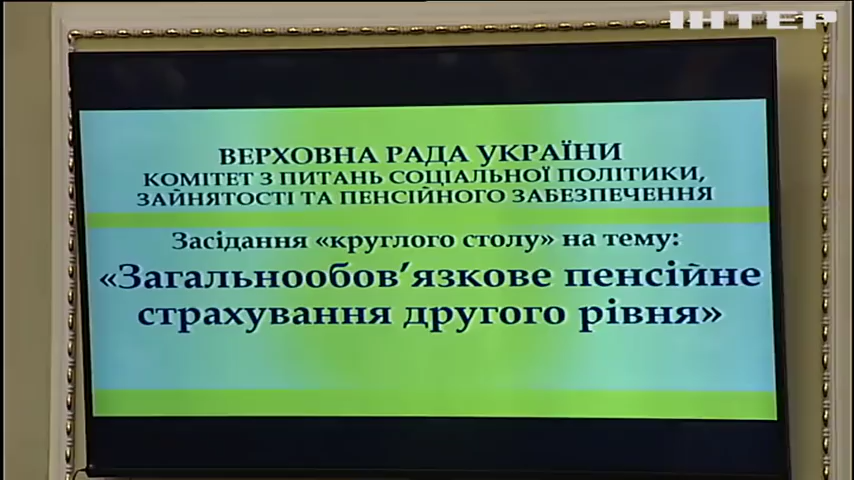 ІНТЕР
ВЕРХОВНА РАДА УКРАЇНИ
КОМІТЕТ З ПИТАНЬ СОЦІАЛЬНОЇ ПОЛІТИКИ,
ЗАЙНЯТОСТІ ТА ПЕНСІЙНОГО ЗАБЕЗПЕЧЕННЯ
Засідання «круглого столу» на тему:
«Загальнообов’язкове пенсійне
страхування другого рівня»